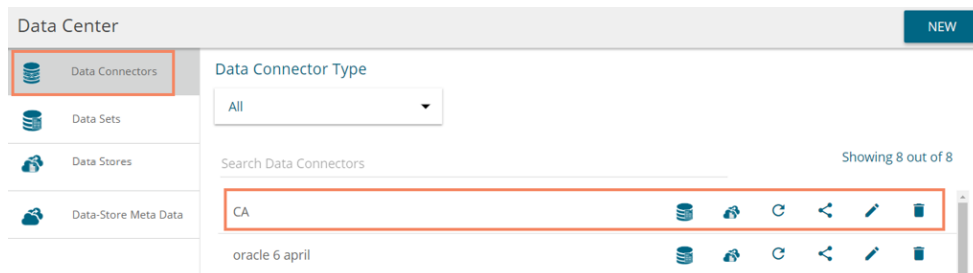 Data Center
NEW
Data Connectors
Data Sets
Data Stores
Data-Store Meta Data
Data Connector Type
All
Search Data Connectors
Showing 8 out of 8
CA
oracle 6 april